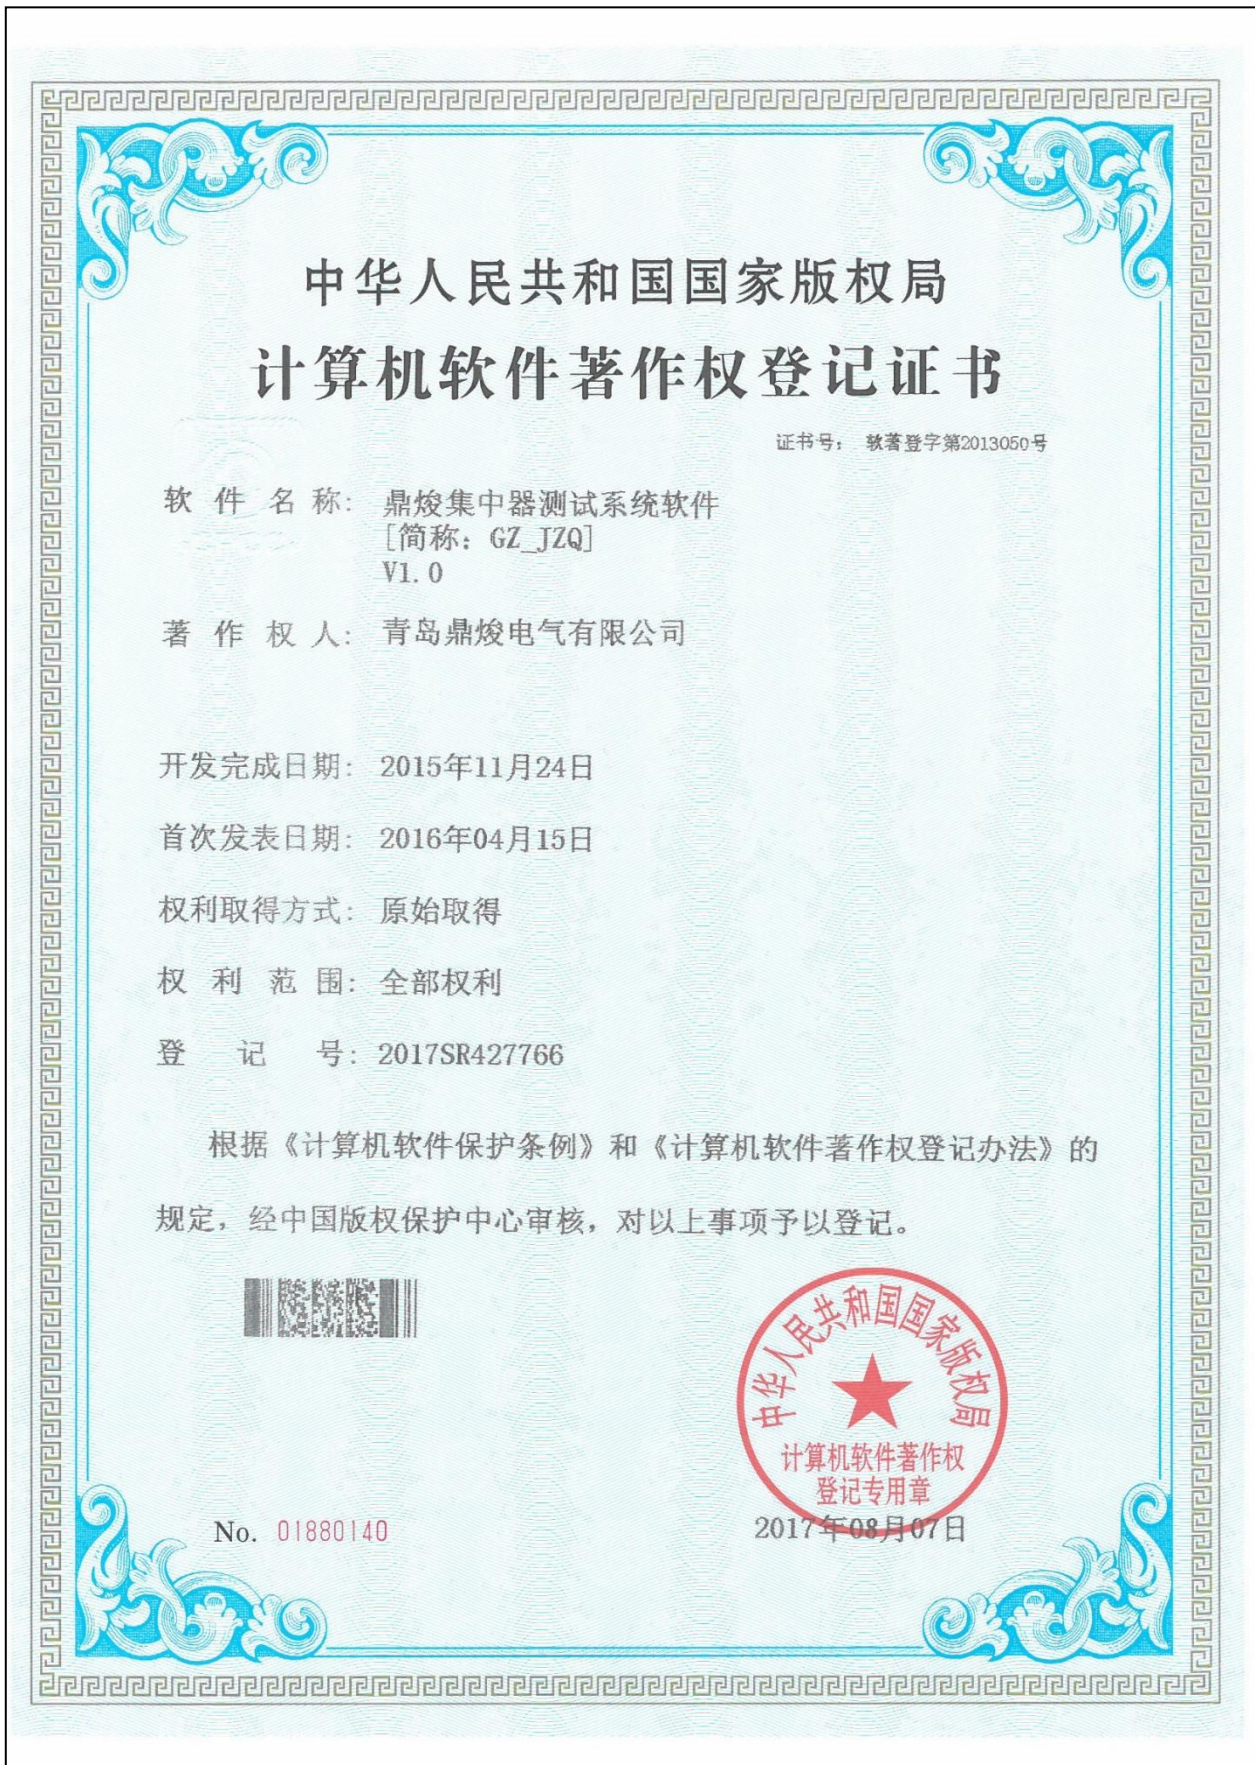 中华人民共和国国家版权局
计算机软件著作权登记证书
证书号： 软著登字第2013050号
软件名称： 鼎焌集中器测试系统软件
[简称：GZ_JZQ]
V1.0
著作权人： 青岛鼎焌电气有限公司
开发完成日期： 2015年11月24日
首次发表日期： 2016年04月15日
权利取得方式： 原始取得
权利范围： 全部权利
登记号： 2017SR427766
根据《计算机软件保护条例》和《计算机软件著作权登记办法》的
规定，经中国版权保护中心审核，对以上事项予以登记。
中华人民共和国国家版权局
计算机软件著作权
登记专用章
No. 01880140
2017年08月07日